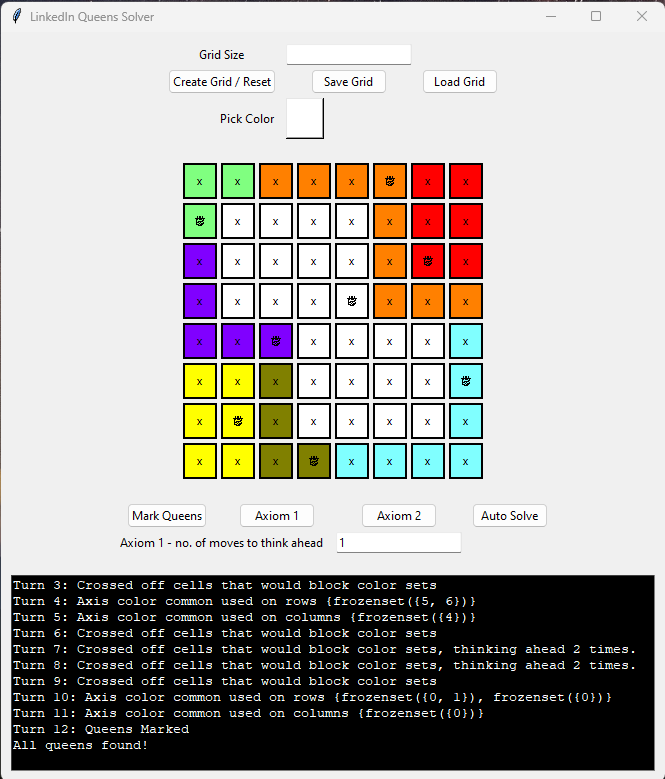 LinkedIn Queens Solver
Grid Size
Create Grid / Reset Save Grid Load Grid
Pick Color
x x x x x x x
x x x x x x x
x x x x x x x
x x x x x x x
x x x x x x x
x x x x x x x
x x x x x x x
x x x x x x x
Mark Queens Axiom 1 Axiom 2 Auto Solve
Axiom 1 - no. of moves to think ahead 1
Turn 3: Crossed off cells that would block color sets
Turn 4: Axis color common used on rows {frozenset({5, 6})}
Turn 5: Axis color common used on columns {frozenset({4})}
Turn 6: Crossed off cells that would block color sets
Turn 7: Crossed off cells that would block color sets, thinking ahead 2 times.
Turn 8: Crossed off cells that would block color sets, thinking ahead 2 times.
Turn 9: Crossed off cells that would block color sets
Turn 10: Axis color common used on rows {frozenset({0, 1}), frozenset({0})}
Turn 11: Axis color common used on columns {frozenset({0})}
Turn 12: Queens Marked
All queens found!